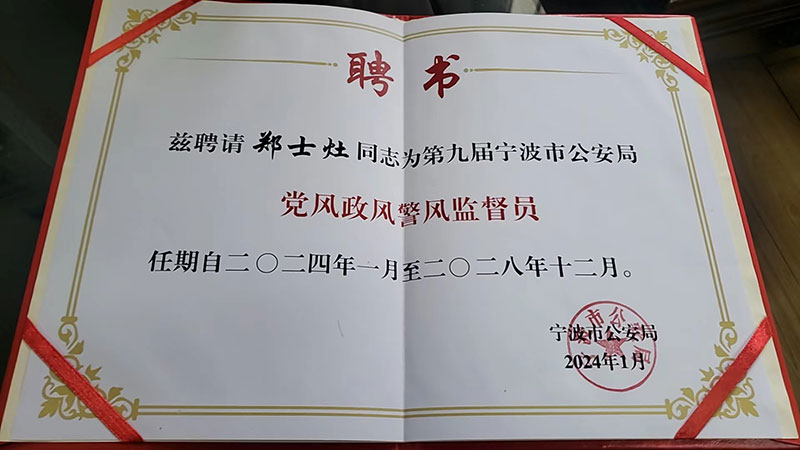 聘书
兹聘请郑士灶同志为第九届宁波市公安局
党风政风警风监督员
任期自二〇二四年一月至二〇二八年十二月。
宁波市公安局
2024年1月